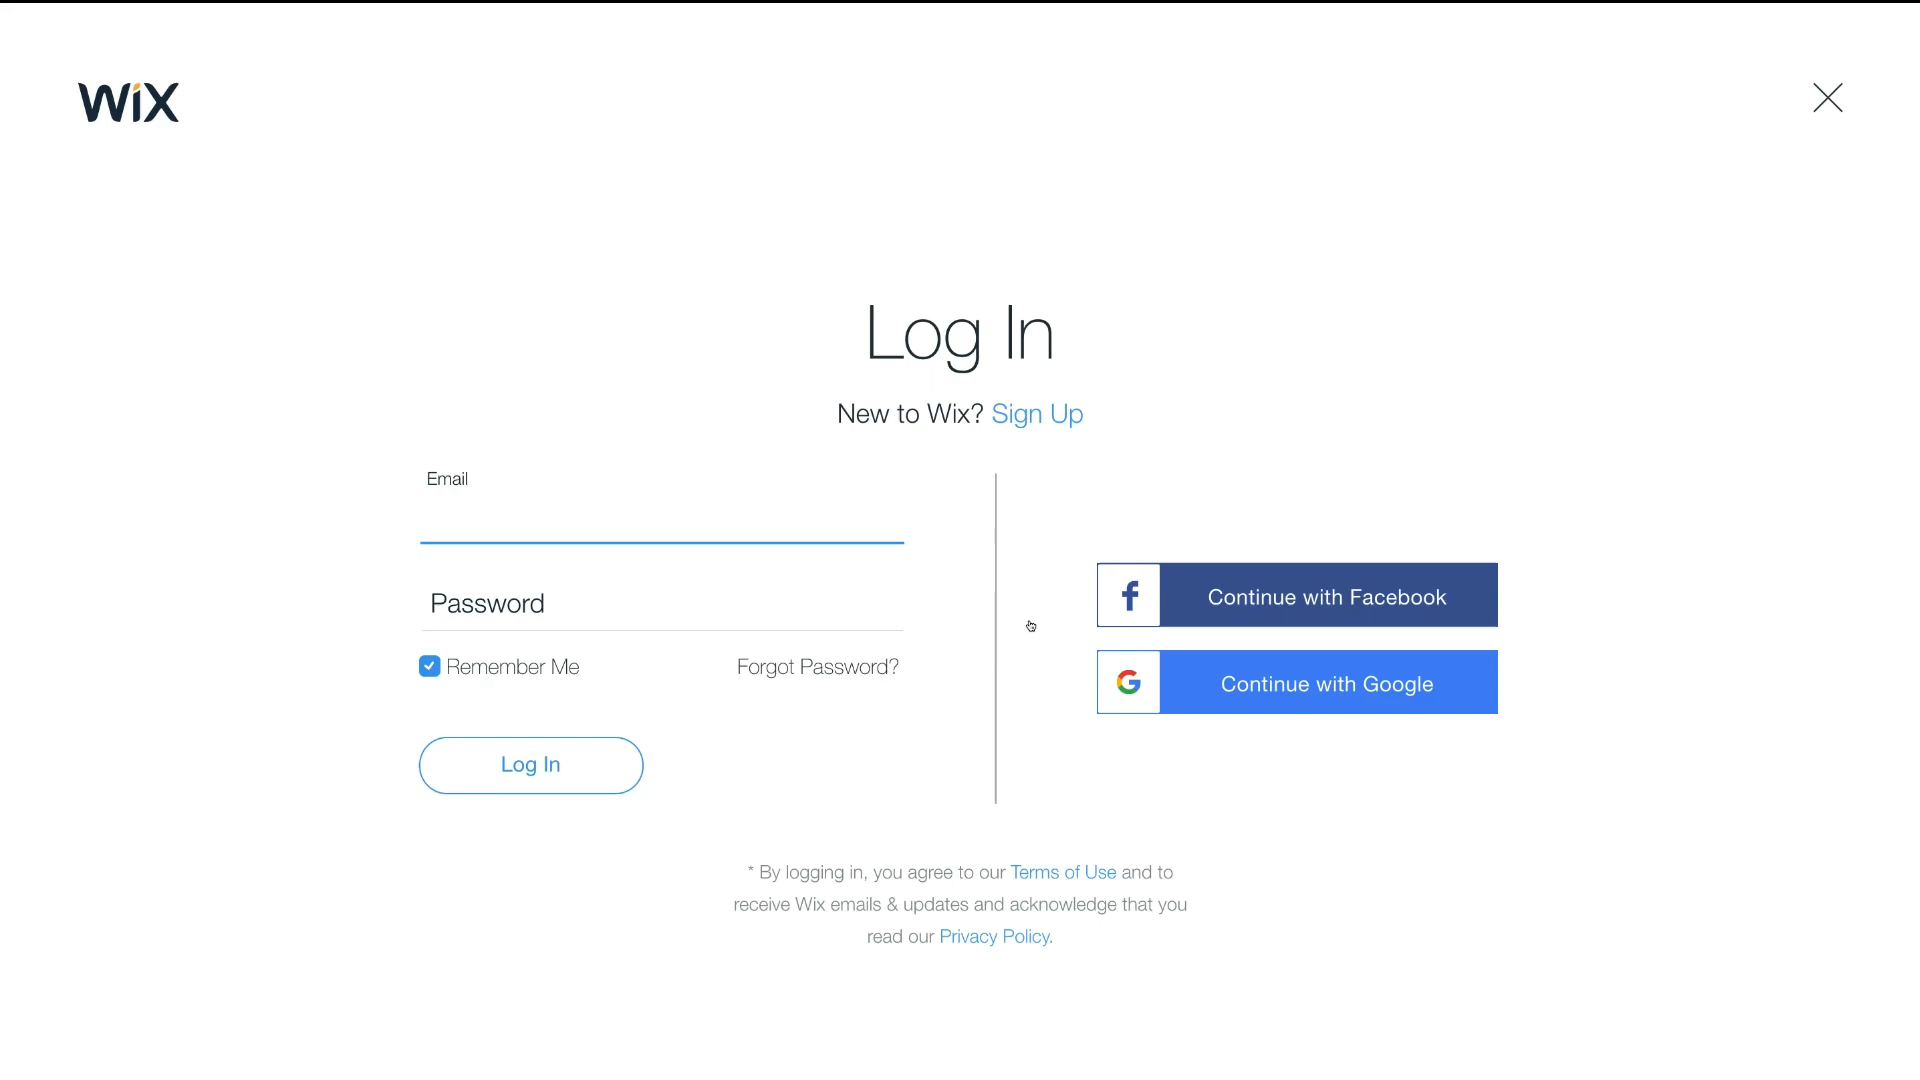 WiX
Log In
New to Wix? Sign Up
Email
Password
Remember Me
Forgot Password?
Log In
Continue with Facebook
Continue with Google
* By logging in, you agree to our Terms of Use and to
receive Wix emails & updates and acknowledge that you
read our Privacy Policy.